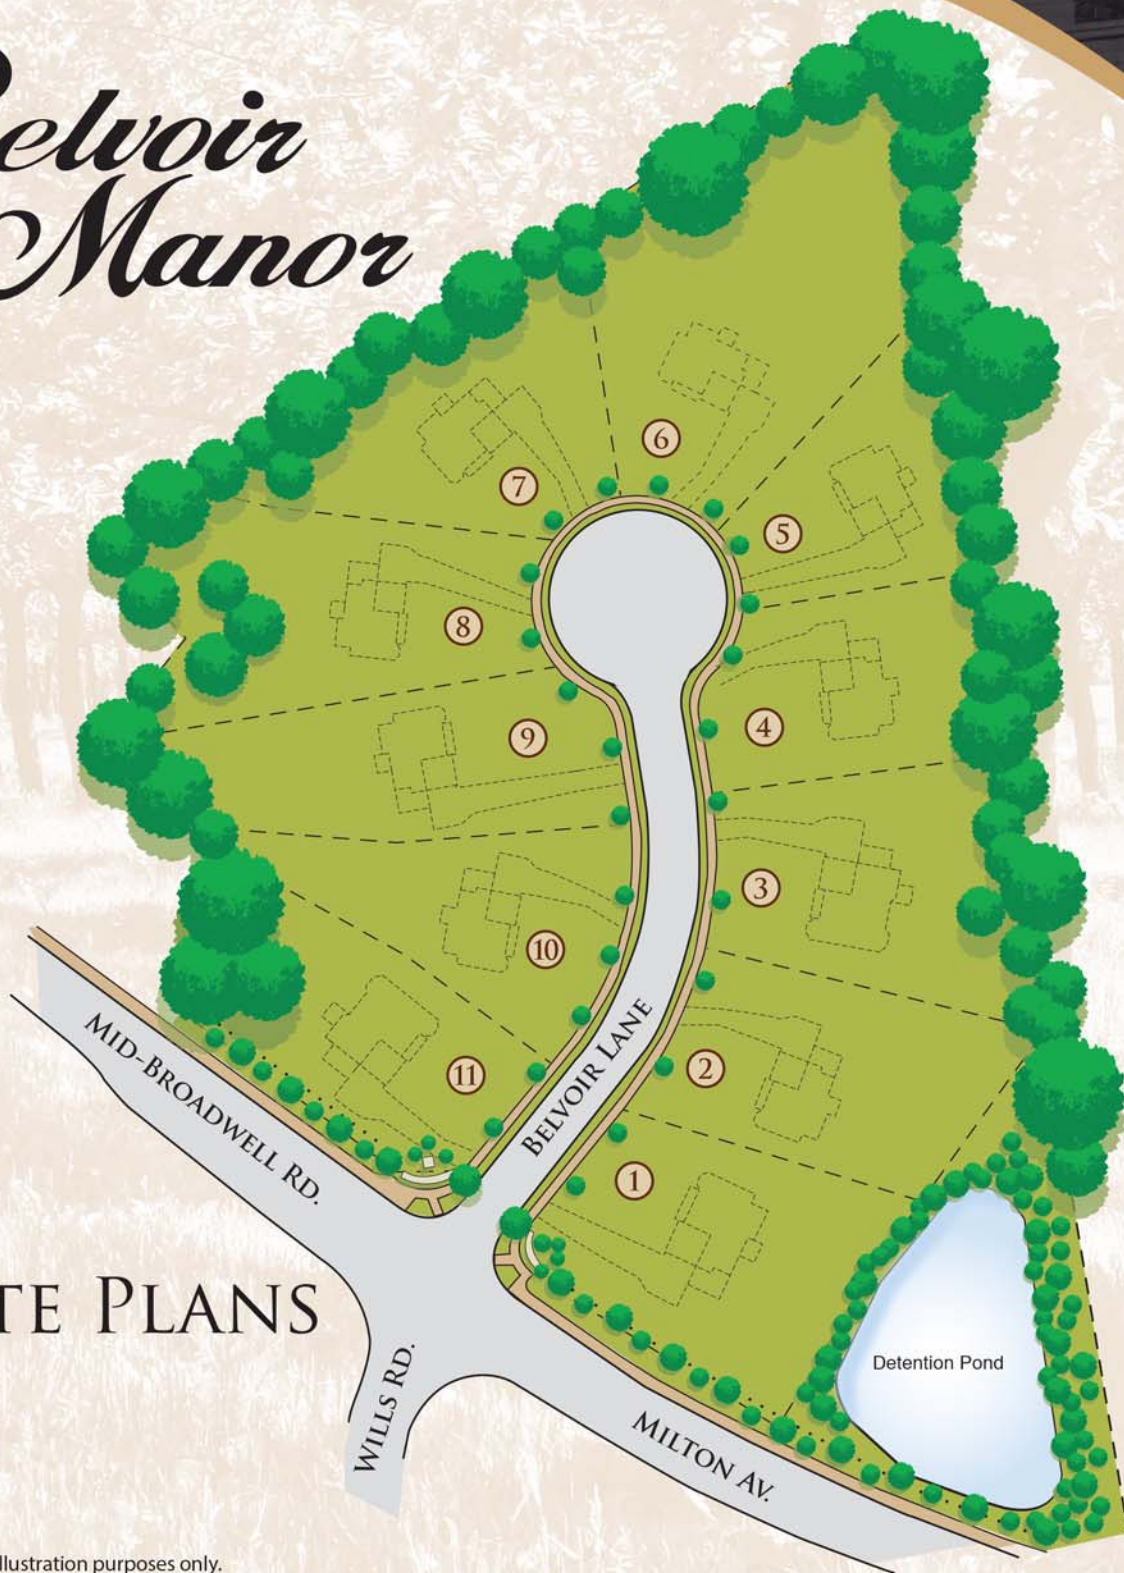 elvoir
Manor
6
7
5
8
4
9
3
10
2
11
1
BELVOIR LANE
MID-BROADWELL RD.
TE PLANS
Detention Pond
WILLS RD.
MILTON AV.
llustration purposes only.